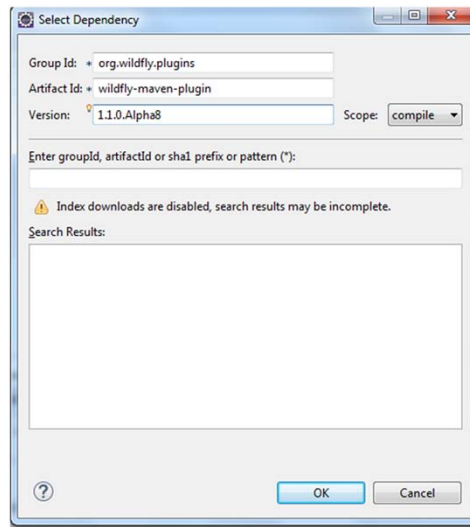 Select Dependency
Group Id: * org.wildfly.plugins
Artifact Id: * wildfly-maven-plugin
Version: 1.1.0.Alpha8 Scope: compile
Enter groupId, artifactId or sha1 prefix or pattern (*):
Index downloads are disabled, search results may be incomplete.
Search Results:
OK Cancel